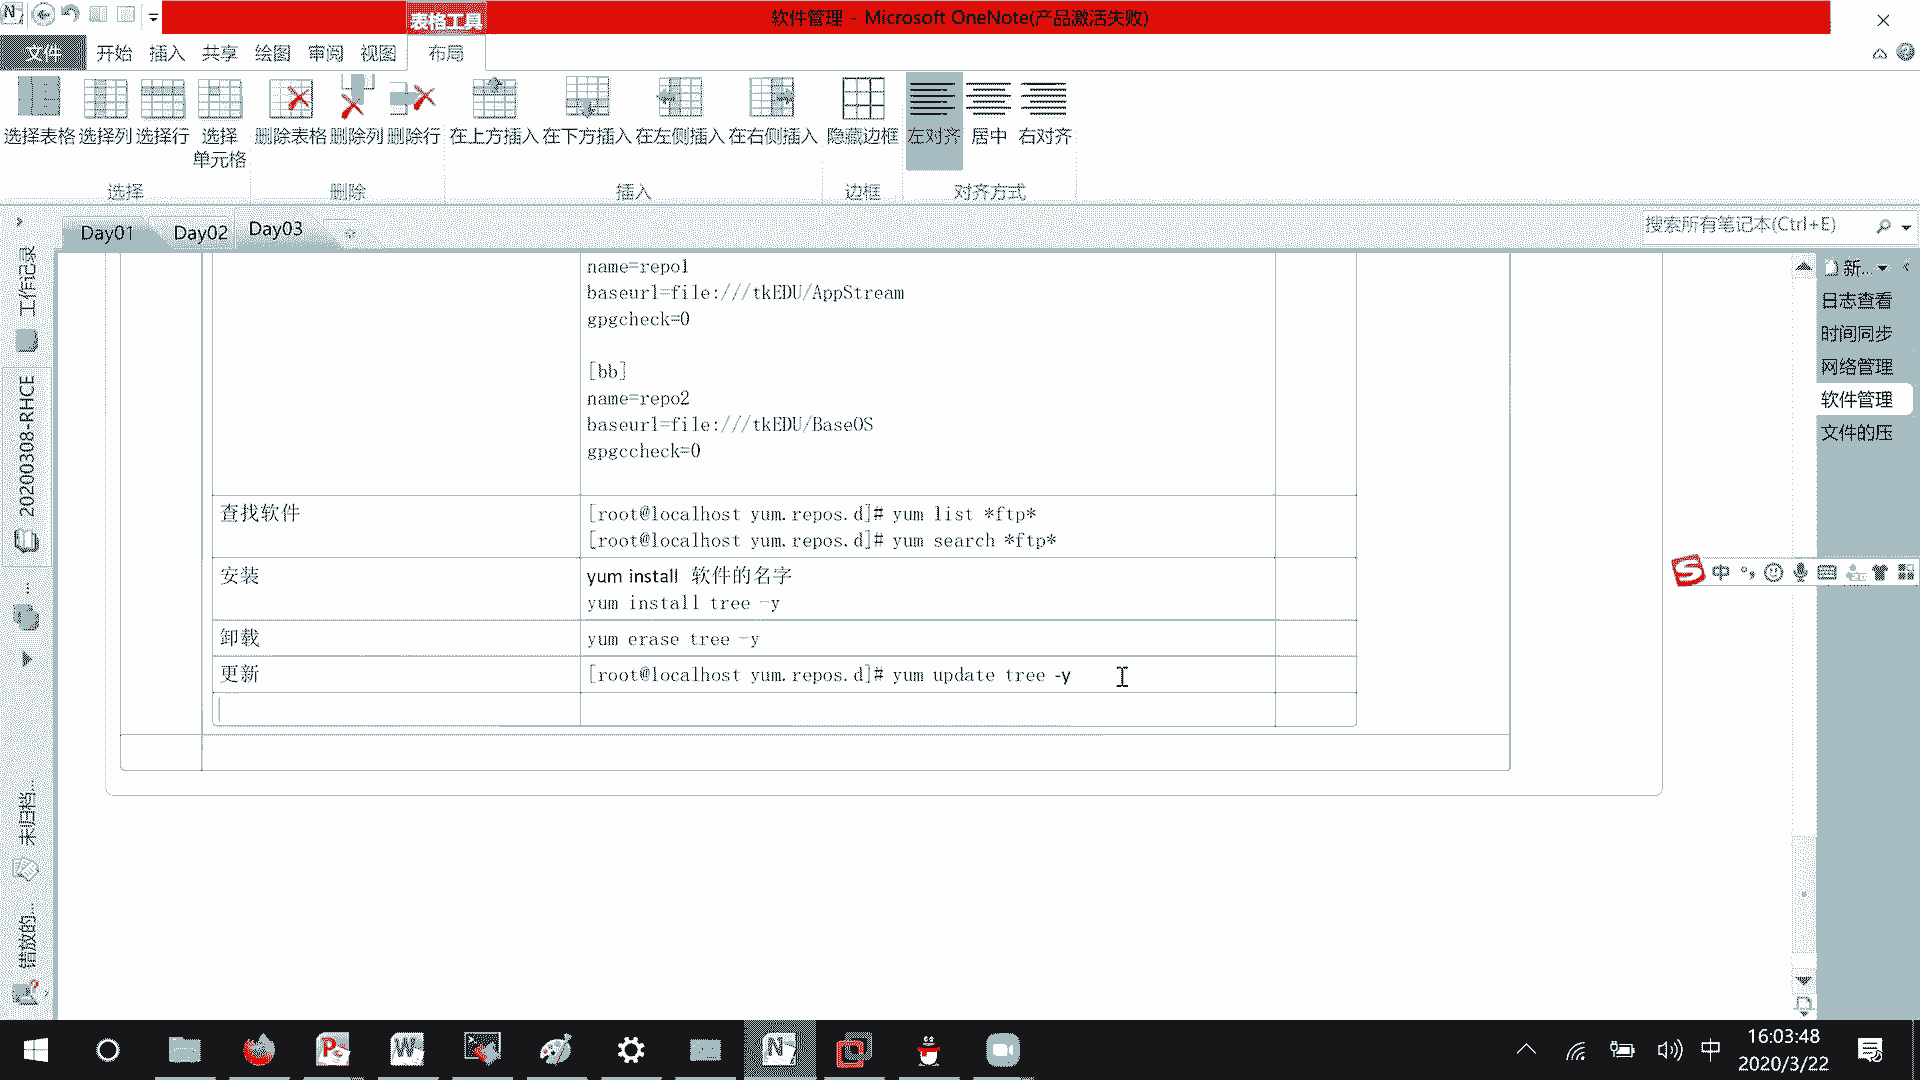 表格工具
软件管理 - Microsoft OneNote(产品激活失败)
文件 开始 插入 共享 绘图 审阅 视图 布局
选择表格 选择列 选择行 选择单元格 删除表格 删除列 删除行 在上方插入 在下方插入 在左侧插入 在右侧插入 隐藏边框 左对齐 居中 右对齐
选择 删除 插入 边框 对齐方式
Day01 Day02 Day03
搜索所有笔记本(Ctrl+E)
工作记录
20200308-RHCE
未归档...
错放的...
新...
日志查看
时间同步
网络管理
软件管理
文件的压
name=repo1
baseurl=file:///tkEDU/AppStream
gpgcheck=0
[bb]
name=repo2
baseurl=file:///tkEDU/BaseOS
gpgccheck=0
查找软件
[root@localhost yum.repos.d]# yum list *ftp*
[root@localhost yum.repos.d]# yum search *ftp*
安装
yum install 软件的名字
yum install tree -y
卸载
yum erase tree -y
更新
[root@localhost yum.repos.d]# yum update tree -y
中
中
16:03:48
2020/3/22